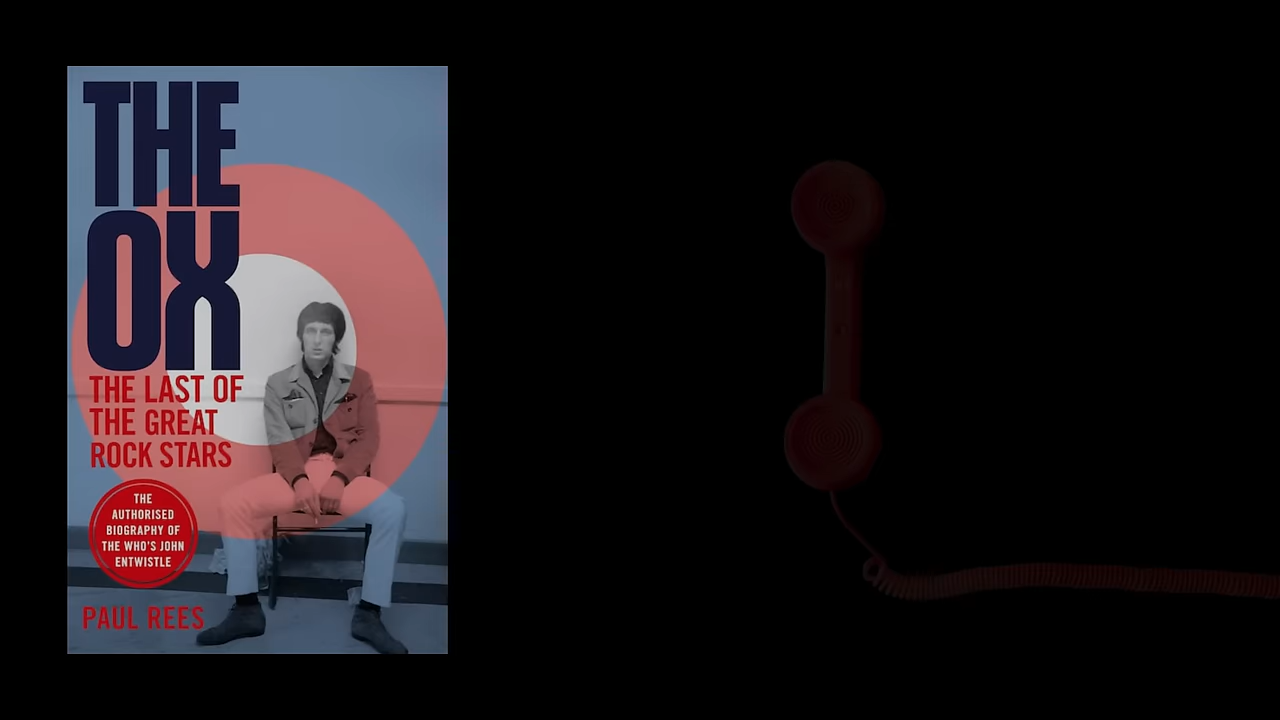 THE
OX
THE LAST OF
THE GREAT
ROCK STARS
THE
AUTHORISED
BIOGRAPHY OF
THE WHO'S JOHN
ENTWISTLE
PAUL REES